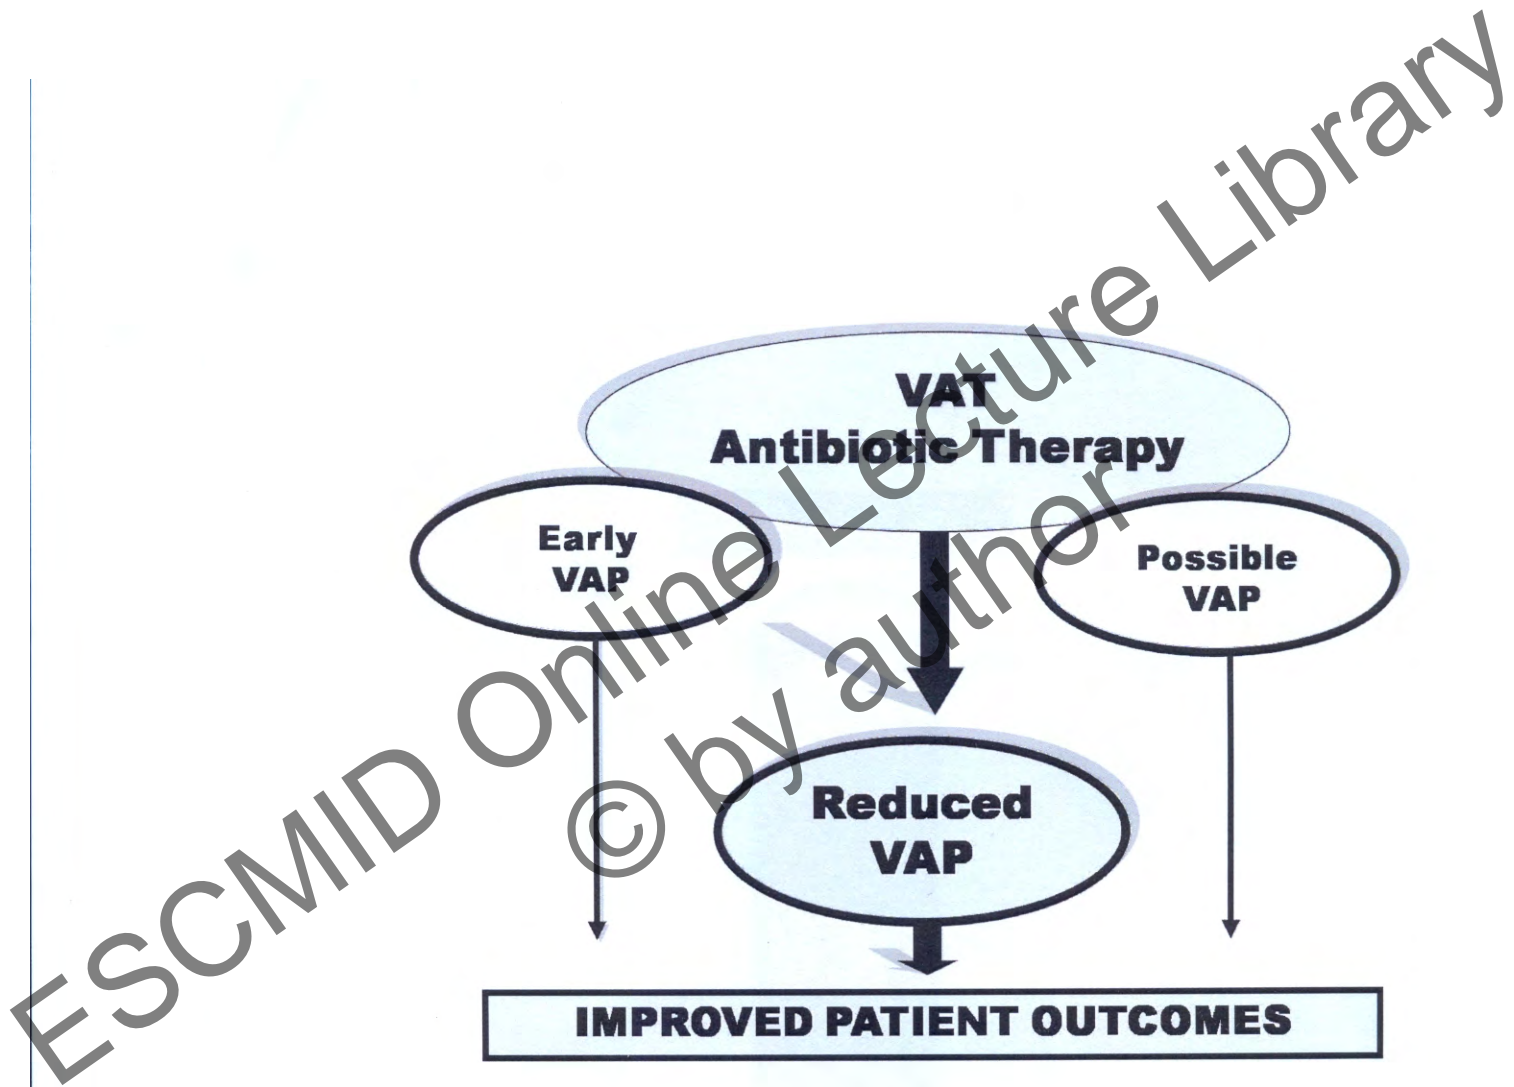 VAT
Antibiotic Therapy
Early
VAP
Possible
VAP
Reduced
VAP
IMPROVED PATIENT OUTCOMES
ESCMID Online Lecture Library
© by author